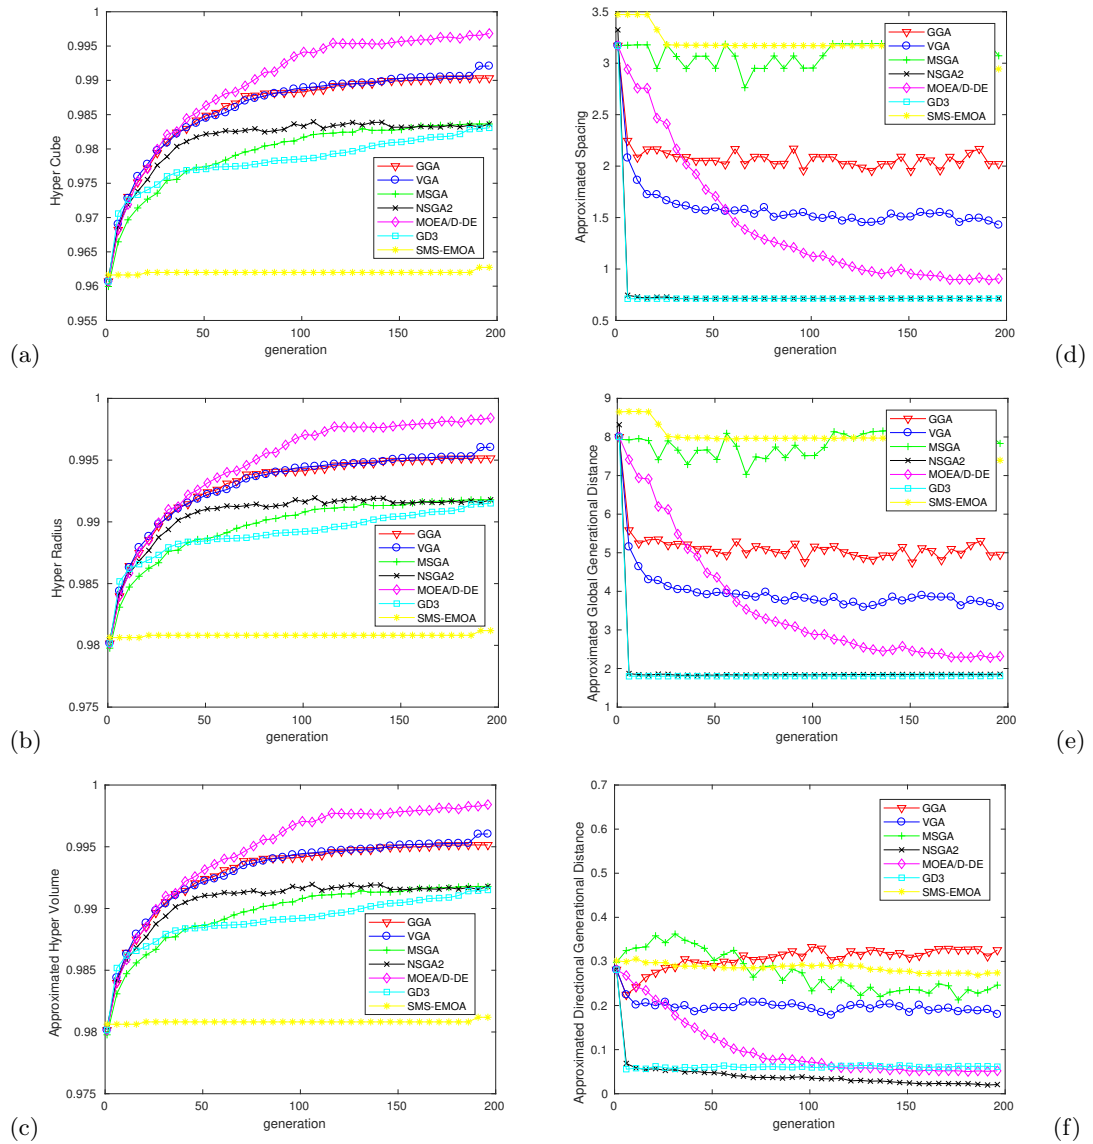 1
0.995
0.99
0.985
0.98
0.975
0.97
0.965
0.96
0.955
0 50 100 150 200
generation
Hyper Cube
GGA
VGA
MSGA
NSGA2
MOEA/D-DE
GD3
SMS-EMOA
(a)
3.5
3
2.5
2
1.5
1
0.5
0 50 100 150 200
generation
Approximated Spacing
GGA
VGA
MSGA
NSGA2
MOEA/D-DE
GD3
SMS-EMOA
(d)
1
0.995
0.99
0.985
0.98
0.975
0 50 100 150 200
generation
Hyper Radius
GGA
VGA
MSGA
NSGA2
MOEA/D-DE
GD3
SMS-EMOA
(b)
9
8
7
6
5
4
3
2
1
0 50 100 150 200
generation
Approximated Global Generational Distance
GGA
VGA
MSGA
NSGA2
MOEA/D-DE
GD3
SMS-EMOA
(e)
1
0.995
0.99
0.985
0.98
0.975
0 50 100 150 200
generation
Approximated Hyper Volume
GGA
VGA
MSGA
NSGA2
MOEA/D-DE
GD3
SMS-EMOA
(c)
0.7
0.6
0.5
0.4
0.3
0.2
0.1
0
0 50 100 150 200
generation
Approximated Directional Generational Distance
GGA
VGA
MSGA
NSGA2
MOEA/D-DE
GD3
SMS-EMOA
(f)